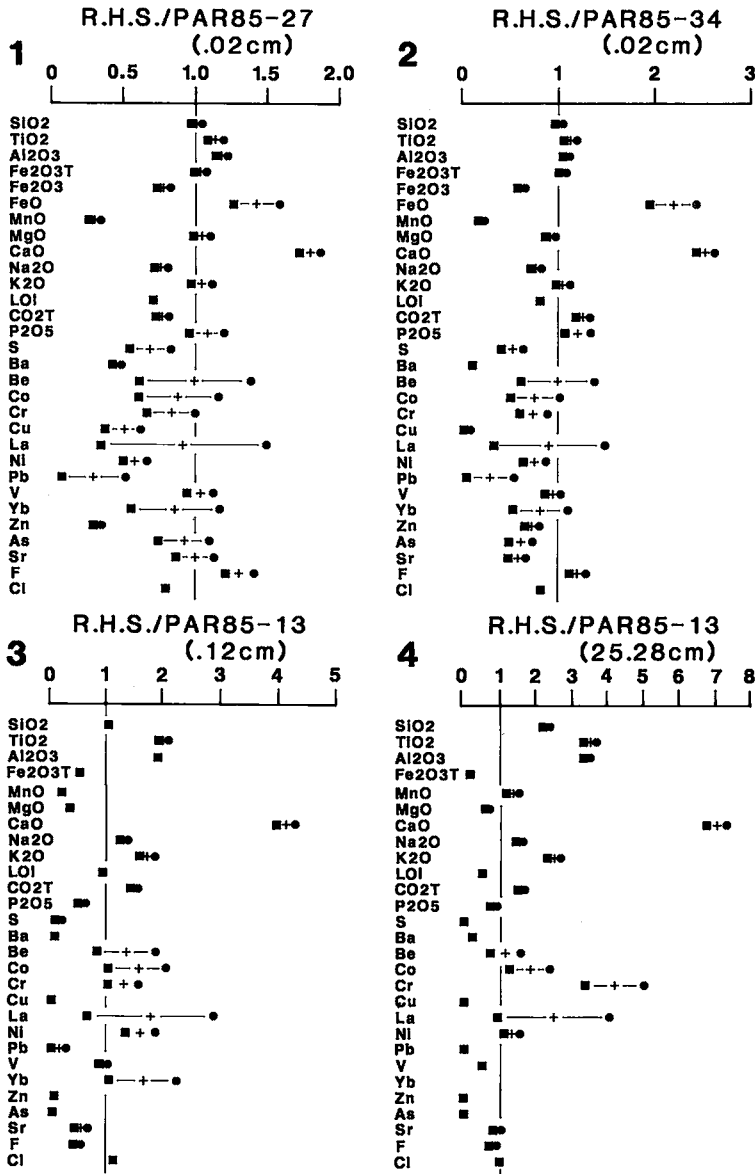 1
R.H.S./PAR85-27
(.02cm)
0 0.5 1.0 1.5 2.0
SiO2
TiO2
Al2O3
Fe2O3T
Fe2O3
FeO
MnO
MgO
CaO
Na2O
K2O
LOI
CO2T
P2O5
S
Ba
Be
Co
Cr
Cu
La
Ni
Pb
V
Yb
Zn
As
Sr
F
Cl
2
R.H.S./PAR85-34
(.02cm)
0 1 2 3
SiO2
TiO2
Al2O3
Fe2O3T
Fe2O3
FeO
MnO
MgO
CaO
Na2O
K2O
LOI
CO2T
P2O5
S
Ba
Be
Co
Cr
Cu
La
Ni
Pb
V
Yb
Zn
As
Sr
F
Cl
3
R.H.S./PAR85-13
(.12cm)
0 1 2 3 4 5
SiO2
TiO2
Al2O3
Fe2O3T
MnO
MgO
CaO
Na2O
K2O
LOI
CO2T
P2O5
S
Ba
Be
Co
Cr
Cu
La
Ni
Pb
V
Yb
Zn
As
Sr
F
Cl
4
R.H.S./PAR85-13
(25.28cm)
0 1 2 3 4 5 6 7 8
SiO2
TiO2
Al2O3
Fe2O3T
MnO
MgO
CaO
Na2O
K2O
LOI
CO2T
P2O5
S
Ba
Be
Co
Cr
Cu
La
Ni
Pb
V
Yb
Zn
As
Sr
F
Cl